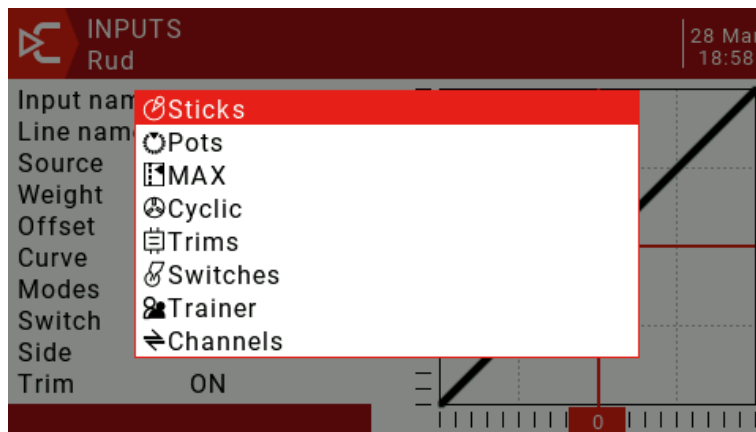 INPUTS
Rud
28 Mar
18:58
Input nam
Line nam
Source
Weight
Offset
Curve
Modes
Switch
Side
Trim ON
Sticks
Pots
MAX
Cyclic
Trims
Switches
Trainer
Channels
0